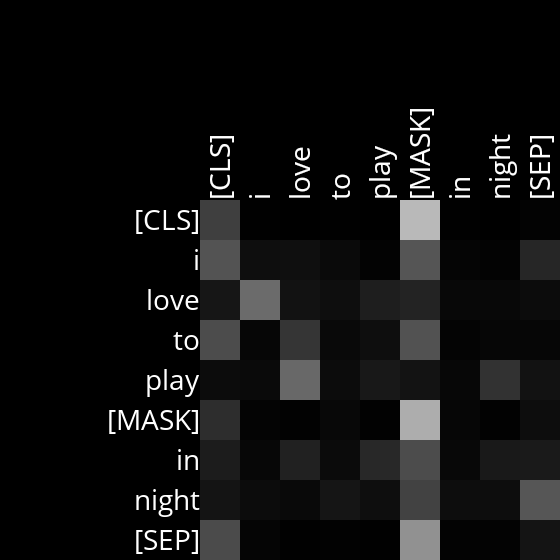 [CLS] i love to play [MASK] in night [SEP]
[CLS]
i
love
to
play
[MASK]
in
night
[SEP]